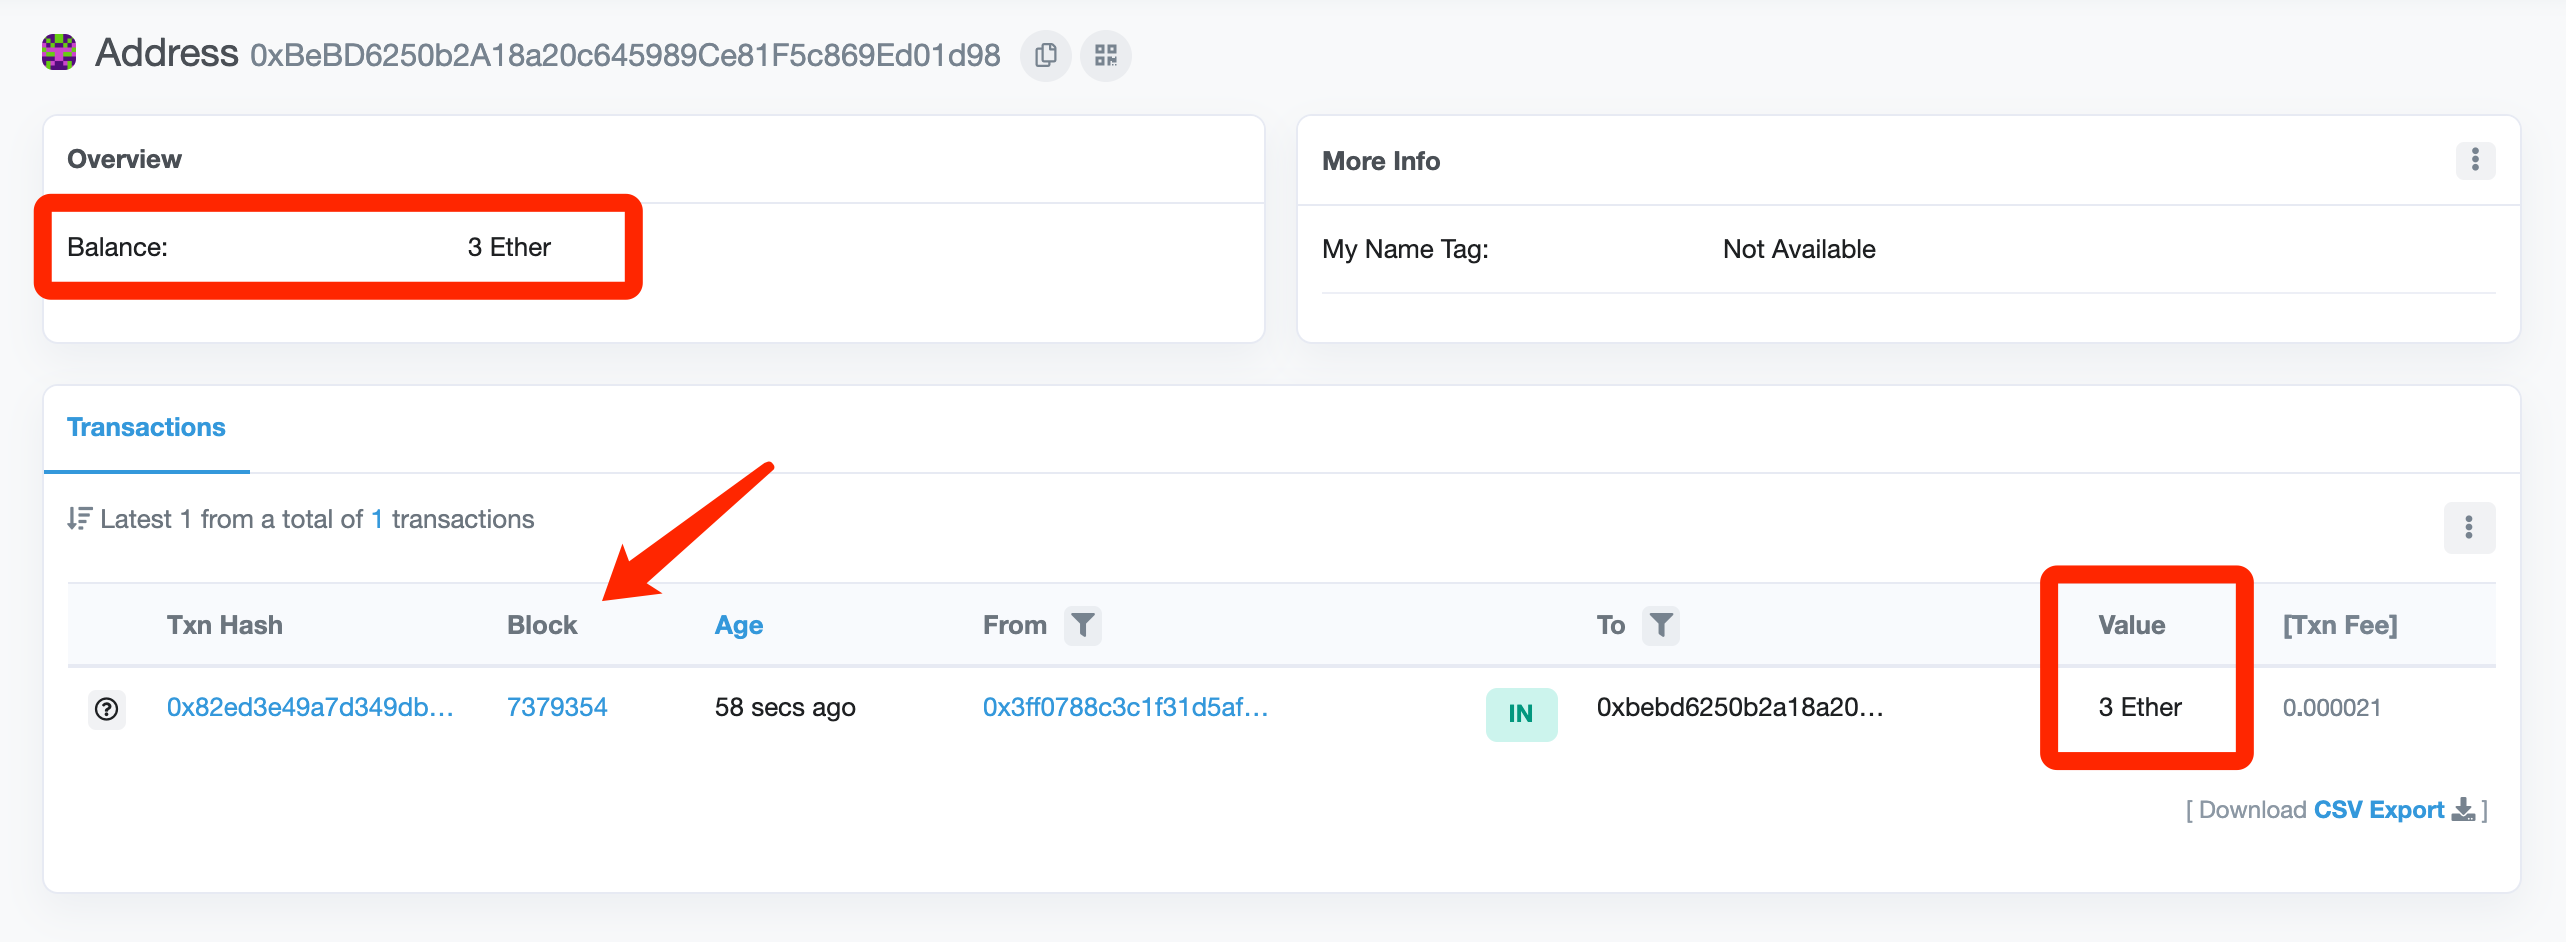 Address 0xBeBD6250b2A18a20c645989Ce81F5c869Ed01d98
Overview
Balance: 3 Ether
More Info
My Name Tag: Not Available
Transactions
Latest 1 from a total of 1 transactions
Txn Hash Block Age From To Value [Txn Fee]
0x82ed3e49a7d349db... 7379354 58 secs ago 0x3ff0788c3c1f31d5af... IN 0xbebd6250b2a18a20... 3 Ether 0.000021
[ Download CSV Export ]